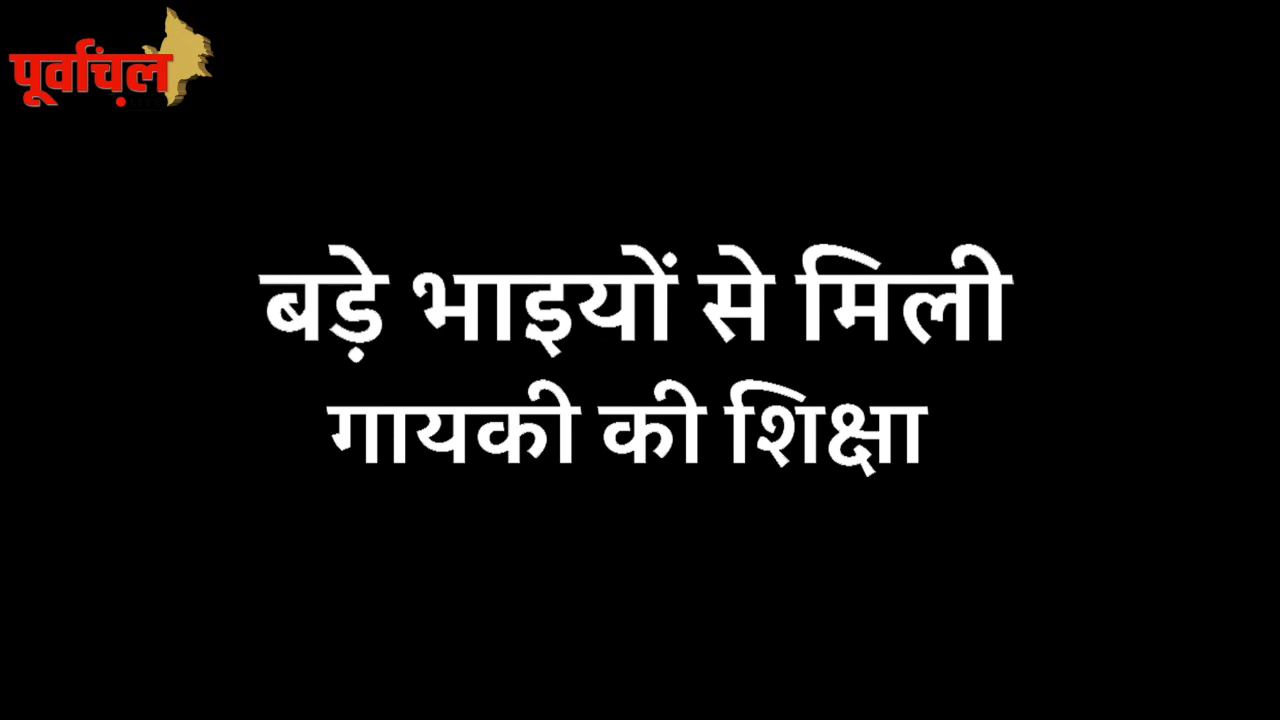 पूर्वांचल
बड़े भाइयों से मिली
गायकी की शिक्षा